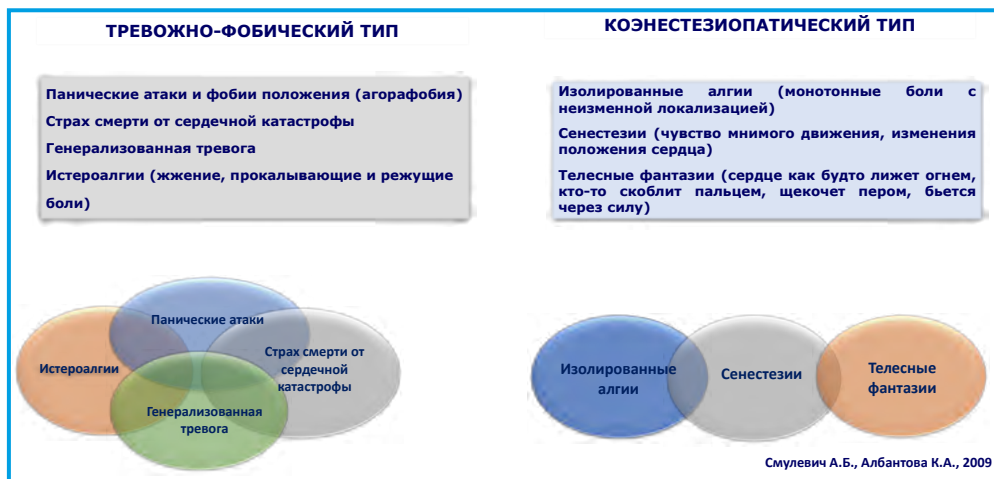 ТРЕВОЖНО-ФОБИЧЕСКИЙ ТИП
Панические атаки и фобии положения (агорафобия)
Страх смерти от сердечной катастрофы
Генерализованная тревога
Истероалгии (жжение, прокалывающие и режущие
боли)
Панические атаки
Истероалгии
Страх смерти от
сердечной
катастрофы
Генерализованная
тревога
КОЭНЕСТЕЗИОПАТИЧЕСКИЙ ТИП
Изолированные алгии (монотонные боли с
неизменной локализацией)
Сенестезии (чувство мнимого движения, изменения
положения сердца)
Телесные фантазии (сердце как будто лижет огнем,
кто-то скоблит пальцем, щекочет пером, бьется
через силу)
Изолированные
алгии
Сенестезии
Телесные
фантазии
Смулевич А.Б., Албантова К.А., 2009